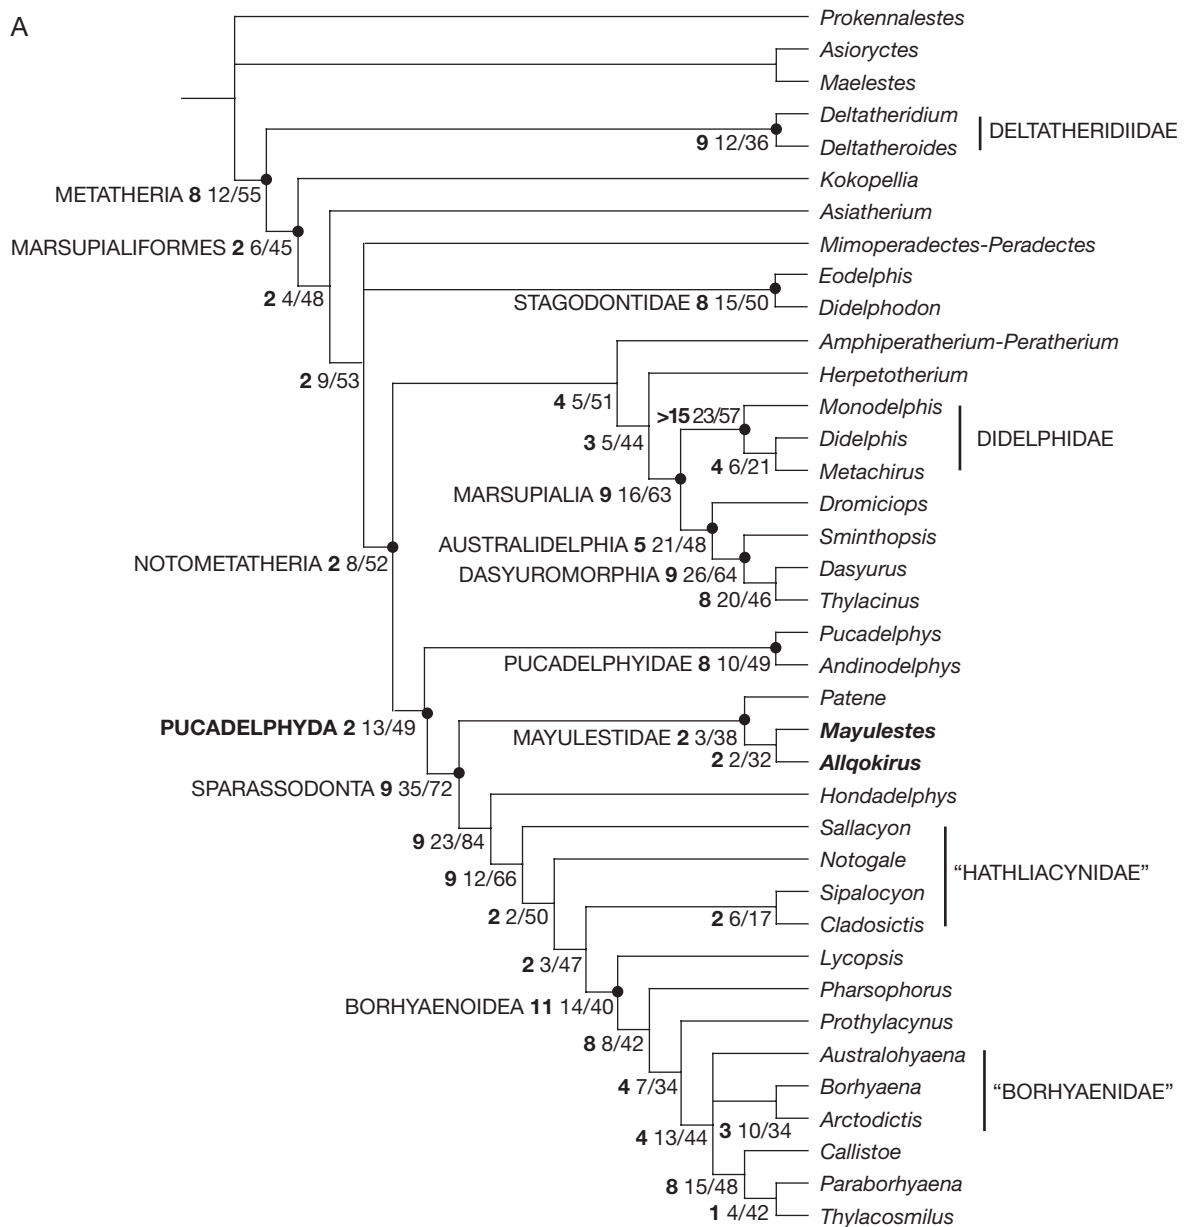 A
Prokennalestes
Asioryctes
Maelestes
Deltatheridium
DELTATHERIDIIDAE
9 12/36
Deltatheroides
Kokopellia
METATHERIA 8 12/55
Asiatherium
MARSUPIALIFORMES 2 6/45
Mimoperadectes-Peradectes
Eodelphis
2 4/48
STAGODONTIDAE 8 15/50
Didelphodon
Amphiperatherium-Peratherium
2 9/53
Herpetotherium
4 5/51
>15 23/57
Monodelphis
3 5/44
Didelphis
DIDELPHIDAE
4 6/21
Metachirus
MARSUPIALIA 9 16/63
Dromiciops
Sminthopsis
AUSTRALIDELPHIA 5 21/48
NOTOMETATHERIA 2 8/52
Dasyurus
DASYUROMORPHIA 9 26/64
8 20/46
Thylacinus
Pucadelphys
PUCADELPHYIDAE 8 10/49
Andinodelphys
Patene
PUCADELPHYDA 2 13/49
Mayulestes
MAYULESTIDAE 2 3/38
2 2/32
Allqokirus
SPARASSODONTA 9 35/72
Hondadelphys
Sallacyon
9 23/84
Notogale
"HATHLIACYNIDAE"
9 12/66
Sipalocyon
2 2/50
2 6/17
Cladosictis
Lycopsis
2 3/47
Pharsophorus
BORHYAENOIDEA 11 14/40
Prothylacynus
8 8/42
Australohyaena
4 7/34
Borhyaena
"BORHYAENIDAE"
Arctodictis
4 13/44
3 10/34
Callistoe
8 15/48
Paraborhyaena
1 4/42
Thylacosmilus